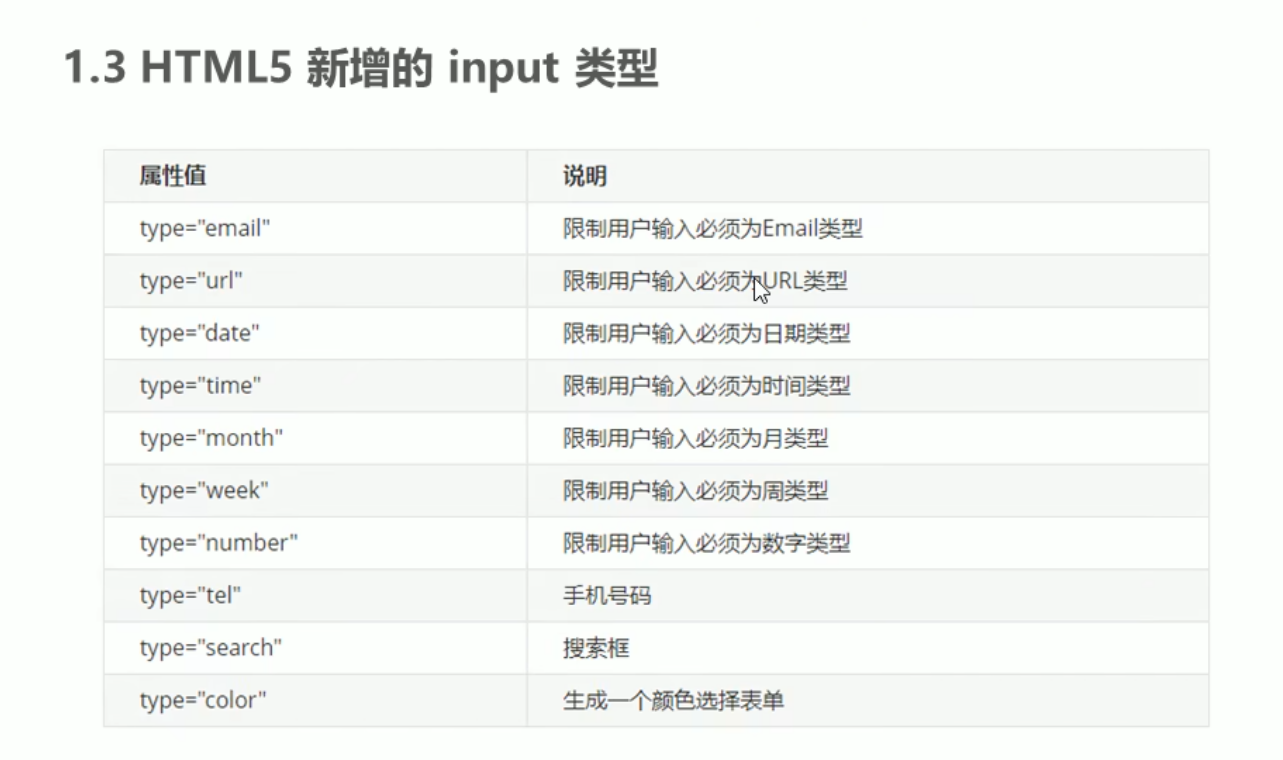 1.3 HTML5 新增的 input 类型
属性值 说明
type="email" 限制用户输入必须为Email类型
type="url" 限制用户输入必须为URL类型
type="date" 限制用户输入必须为日期类型
type="time" 限制用户输入必须为时间类型
type="month" 限制用户输入必须为月类型
type="week" 限制用户输入必须为周类型
type="number" 限制用户输入必须为数字类型
type="tel" 手机号码
type="search" 搜索框
type="color" 生成一个颜色选择表单